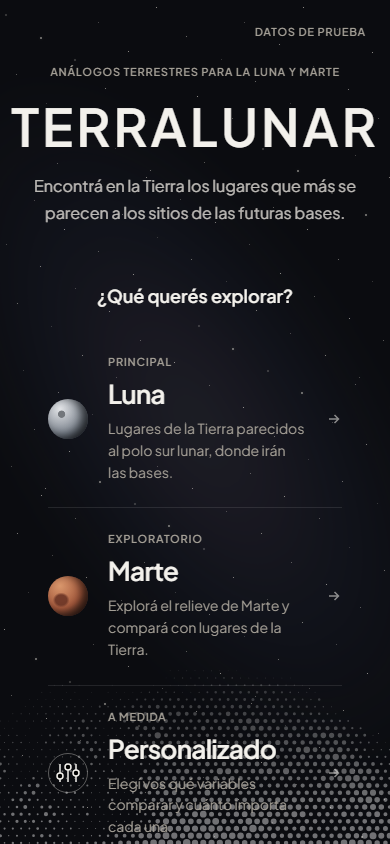 DATOS DE PRUEBA
ANÁLOGOS TERRESTRES PARA LA LUNA Y MARTE
TERRALUNAR
Encontrá en la Tierra los lugares que más se
parecen a los sitios de las futuras bases.
¿Qué querés explorar?
PRINCIPAL
Luna
Lugares de la Tierra parecidos
al polo sur lunar, donde irán
las bases.
→
EXPLORATORIO
Marte
Explorá el relieve de Marte y
compará con lugares de la
Tierra.
→
A MEDIDA
Personalizado
Elegí vos qué variables
comparar y cuánto importa
cada una.
→